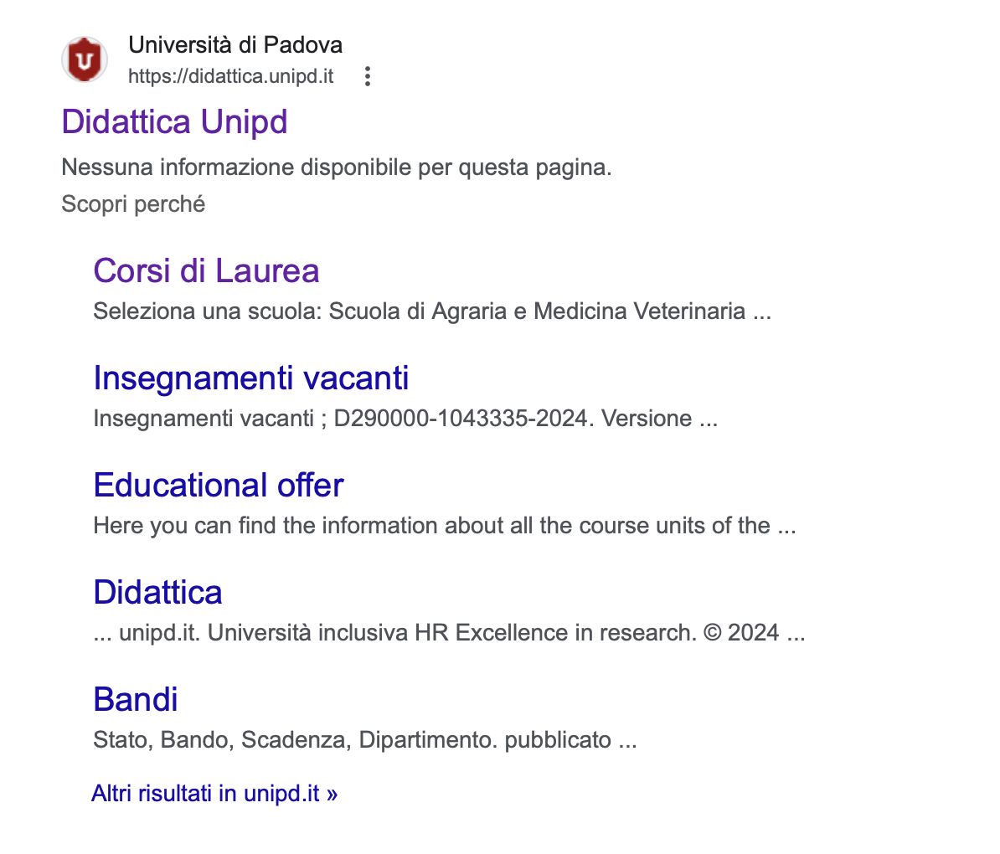 Università di Padova
https://didattica.unipd.it
Didattica Unipd
Nessuna informazione disponibile per questa pagina.
Scopri perché
Corsi di Laurea
Seleziona una scuola: Scuola di Agraria e Medicina Veterinaria ...
Insegnamenti vacanti
Insegnamenti vacanti ; D290000-1043335-2024. Versione ...
Educational offer
Here you can find the information about all the course units of the ...
Didattica
... unipd.it. Università inclusiva HR Excellence in research. © 2024 ...
Bandi
Stato, Bando, Scadenza, Dipartimento. pubblicato ...
Altri risultati in unipd.it »